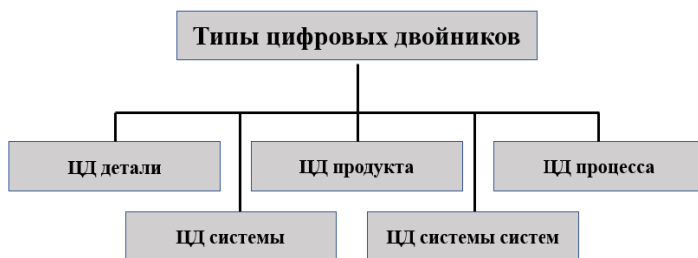 Типы цифровых двойников
ЦД детали
ЦД продукта
ЦД процесса
ЦД системы
ЦД системы систем